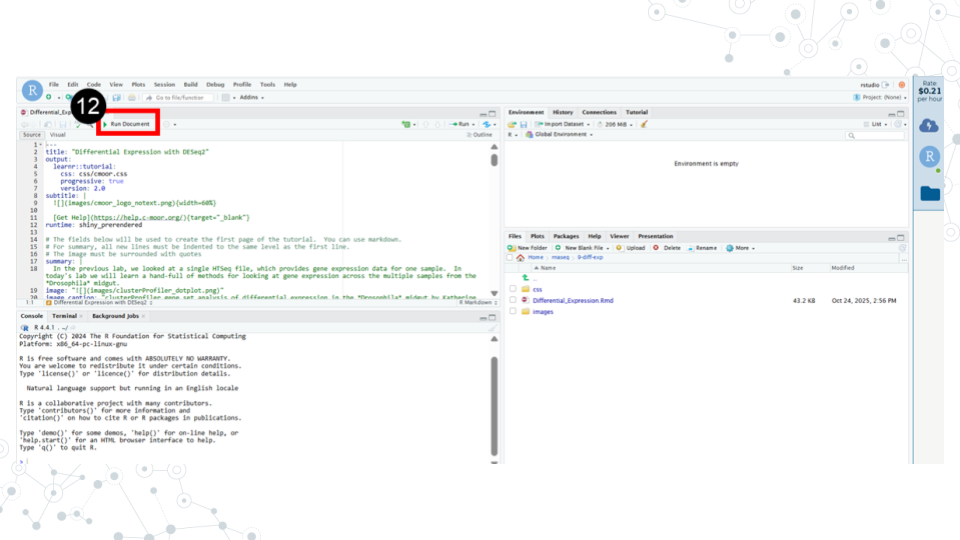 File Edit Code View Plots Session Build Debug Profile Tools Help
rstudio
Go to file/function
Addins
Project: (None)
Rate
$0.21
per hour
12
Run Document
Run
Source Visual
Outline
1 ---
2 title: "Differential Expression with DESeq2"
3 output:
4 learnr::tutorial:
5 css: css/cmoor.css
6 progressive: true
7 version: 2.0
8 subtitle: |
9 ![](images/cmoor_logo_notext.png){width=60%}
10
11 [Get Help](https://help.c-moor.org/){target="_blank"}
12 runtime: shiny_prerendered
13
14 # The fields below will be used to create the first page of the tutorial. You can use markdown.
15 # For summary, all new lines must be indented to the same level as the first line.
16 # The image must be surrounded with quotes
17 summary: |
18 In the previous lab, we looked at a single HTSeq file, which provides gene expression data for one sample. In
today's lab we will learn a hand-full of methods for looking at gene expression across the multiple samples from the
*Drosophila* midgut.
19 image: "![](images/clusterProfiler_dotplot.png)"
20 image_caption: "clusterProfiler gene set analysis of differential expression in the *Drosophila* midgut by Katherine
1:1 Differential Expression with DESeq2
R Markdown
Console Terminal Background Jobs
R 4.4.1 . ~/
Copyright (C) 2024 The R Foundation for Statistical Computing
Platform: x86_64-pc-linux-gnu
R is free software and comes with ABSOLUTELY NO WARRANTY.
You are welcome to redistribute it under certain conditions.
Type 'license()' or 'licence()' for distribution details.
Natural language support but running in an English locale
R is a collaborative project with many contributors.
Type 'contributors()' for more information and
'citation()' on how to cite R or R packages in publications.
Type 'demo()' for some demos, 'help()' for on-line help, or
'help.start()' for an HTML browser interface to help.
Type 'q()' to quit R.
>
Environment History Connections Tutorial
Import Dataset 206 MiB
List
R Global Environment
Environment is empty
Files Plots Packages Help Viewer Presentation
New Folder New Blank File Upload Delete Rename More
Home rnaseq 9-diff-exp
Name Size Modified
..
css
Differential_Expression.Rmd 43.2 KB Oct 24, 2025, 2:56 PM
images